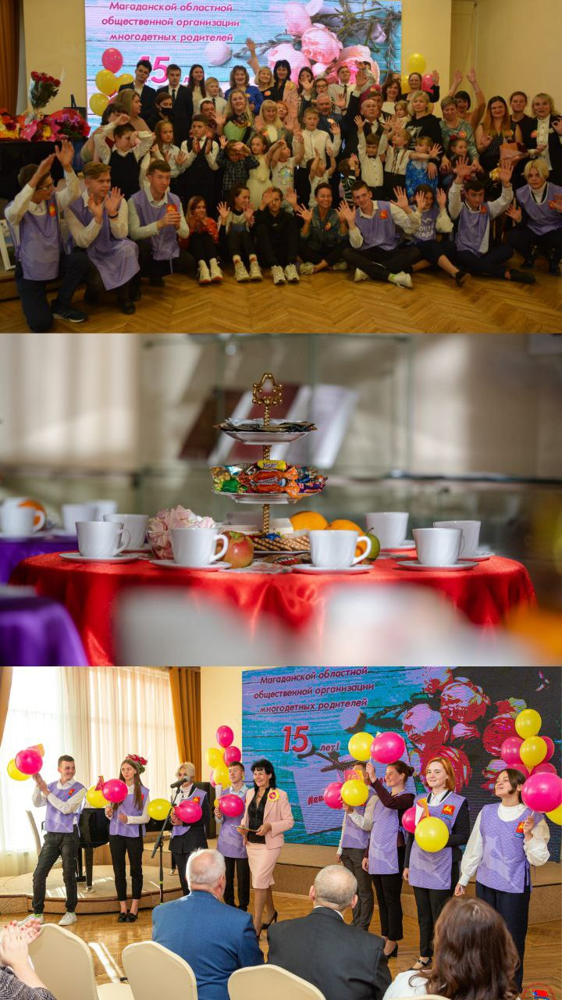 Магаданской областной
общественной организации
многодетных родителей
15
Магаданской областной
общественной организации
многодетных родителей
15 лет!